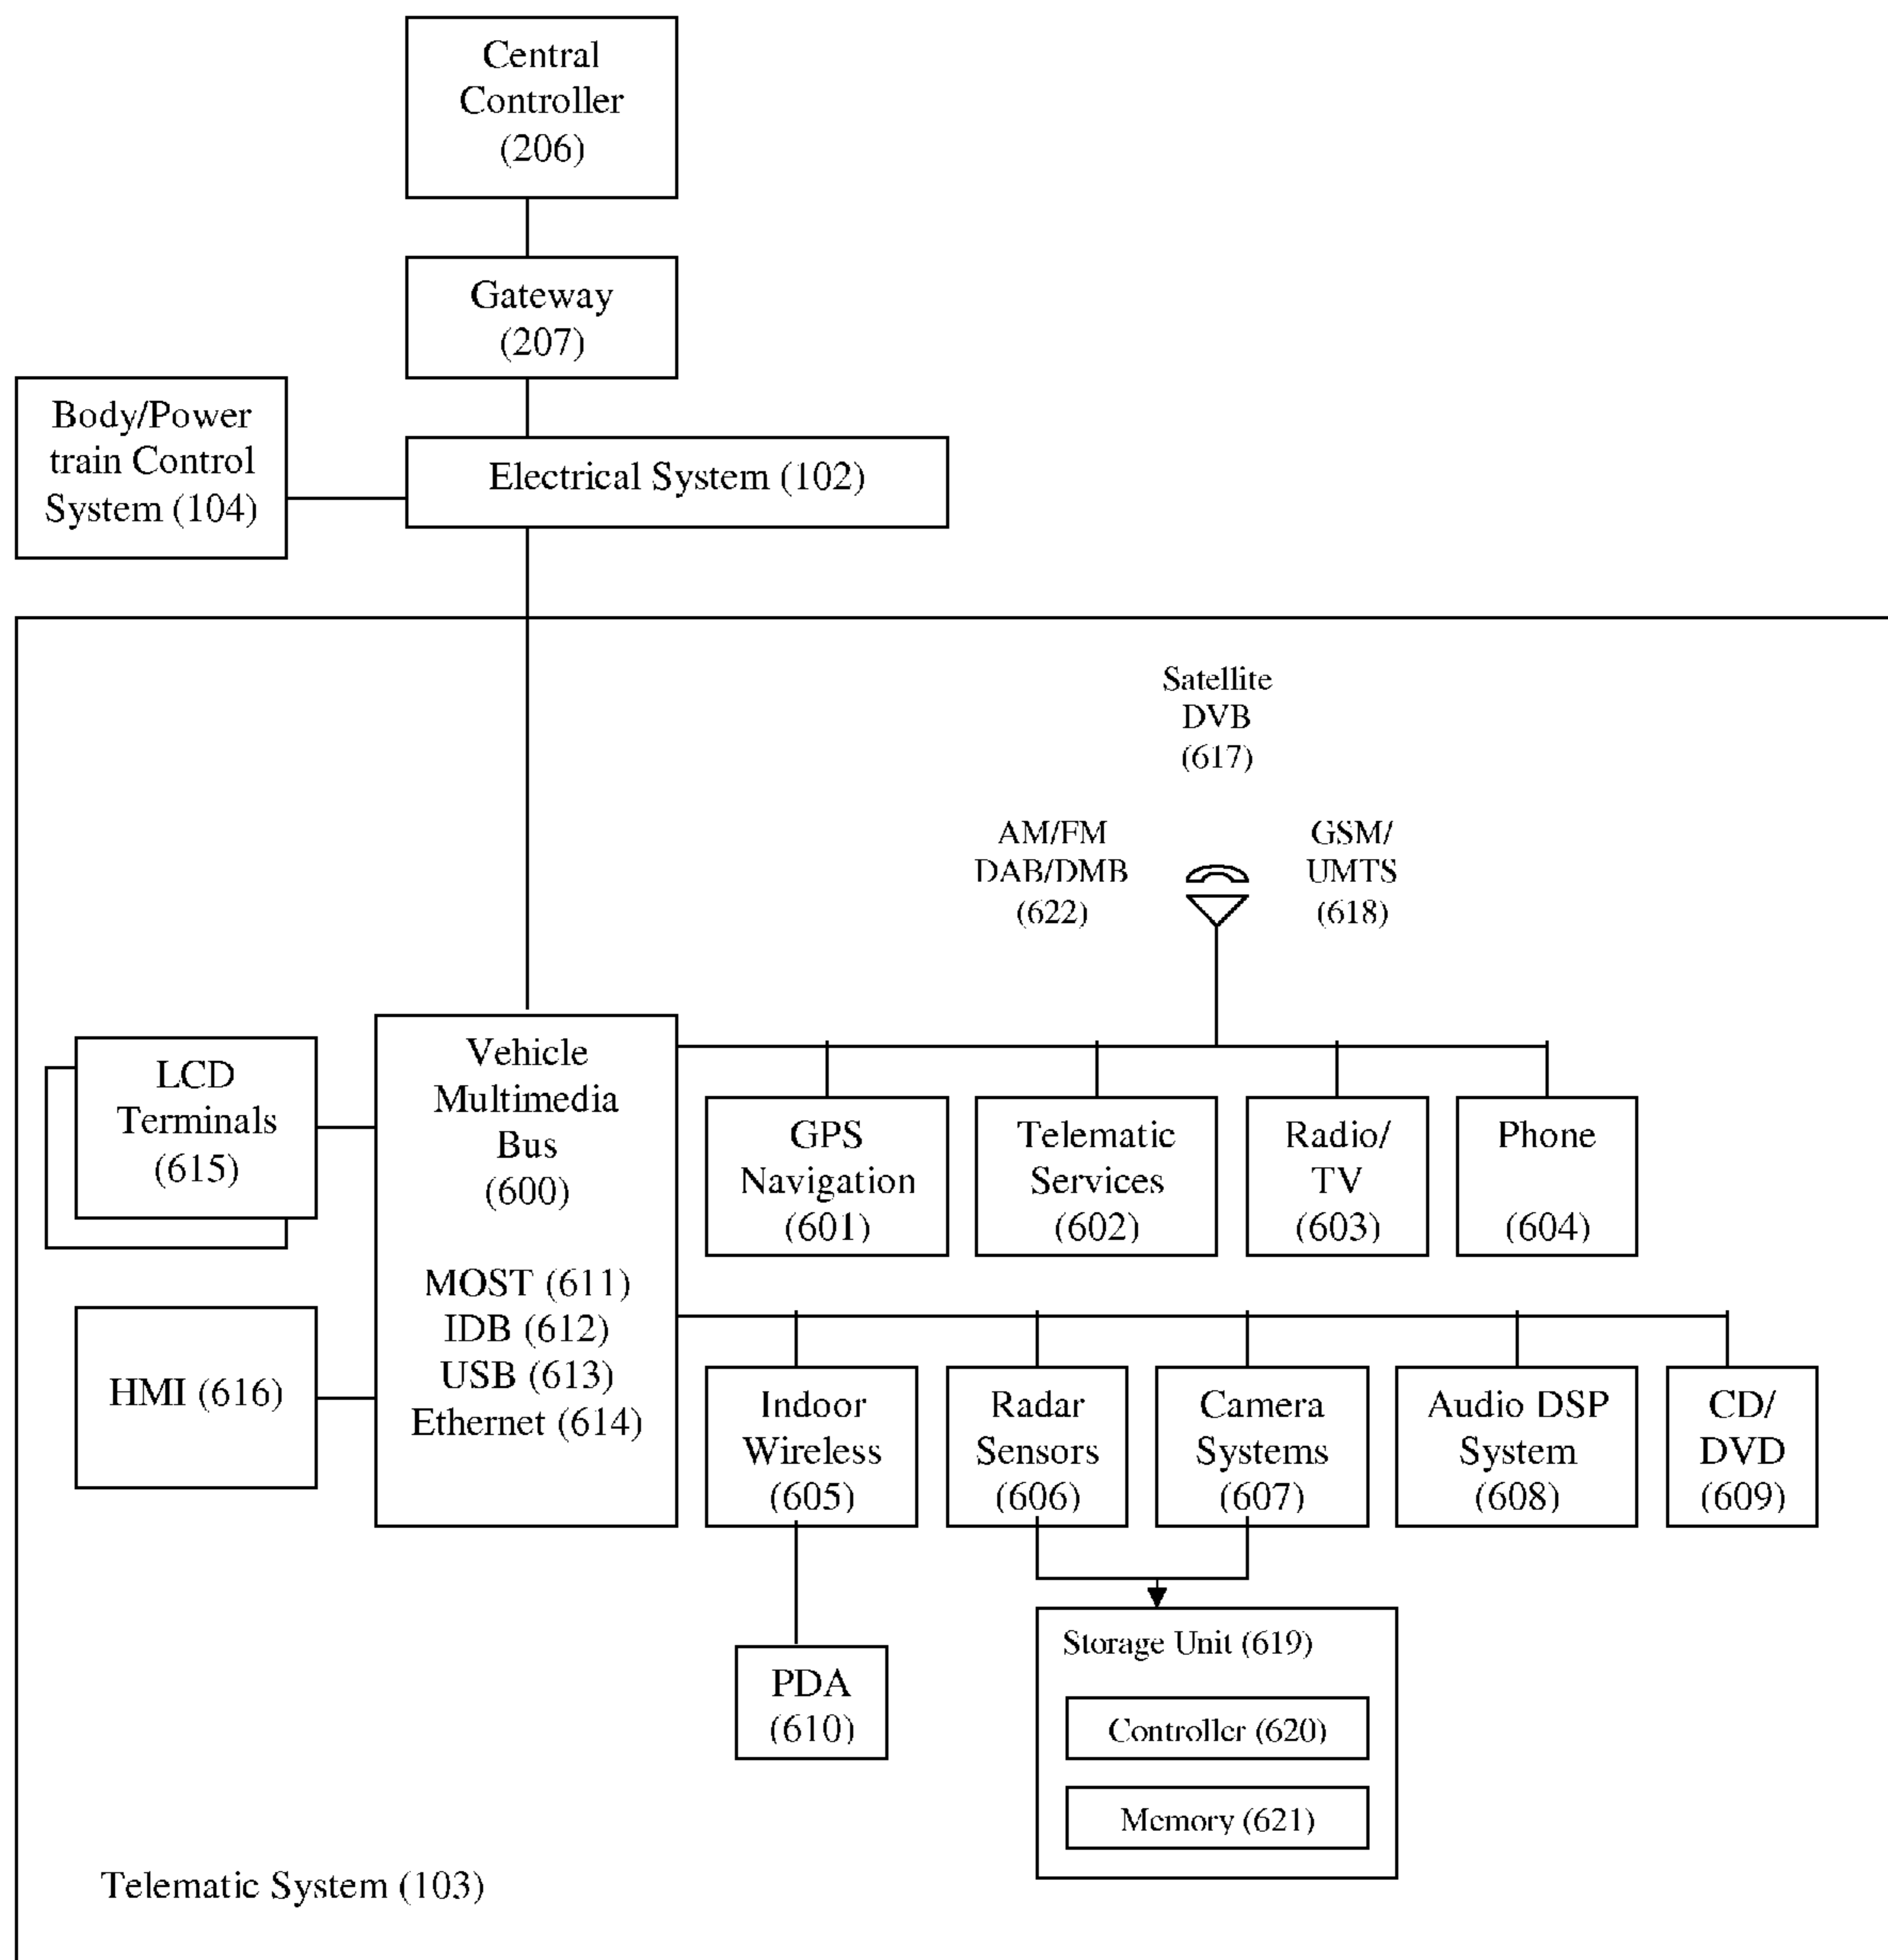 Central
Controller
(206)
Gateway
(207)
Body/Power
train Control
System (104)
Electrical System (102)
Satellite
DVB
(617)
AM/FM
DAB/DMB
(622)
GSM/
UMTS
(618)
LCD
Terminals
(615)
Vehicle
Multimedia
Bus
(600)
MOST (611)
IDB (612)
USB (613)
Ethernet (614)
GPS
Navigation
(601)
Telematic
Services
(602)
Radio/
TV
(603)
Phone
(604)
HMI (616)
Indoor
Wireless
(605)
Radar
Sensors
(606)
Camera
Systems
(607)
Audio DSP
System
(608)
CD/
DVD
(609)
PDA
(610)
Storage Unit (619)
Controller (620)
Memory (621)
Telematic System (103)